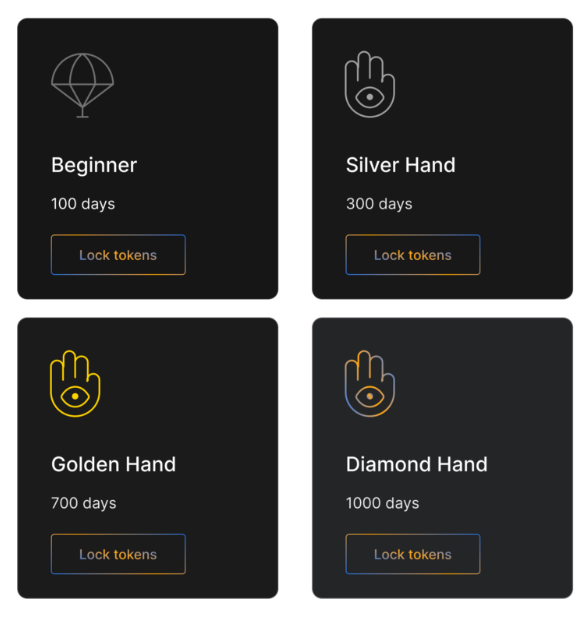 Beginner
100 days
Lock tokens
Silver Hand
300 days
Lock tokens
Golden Hand
700 days
Lock tokens
Diamond Hand
1000 days
Lock tokens